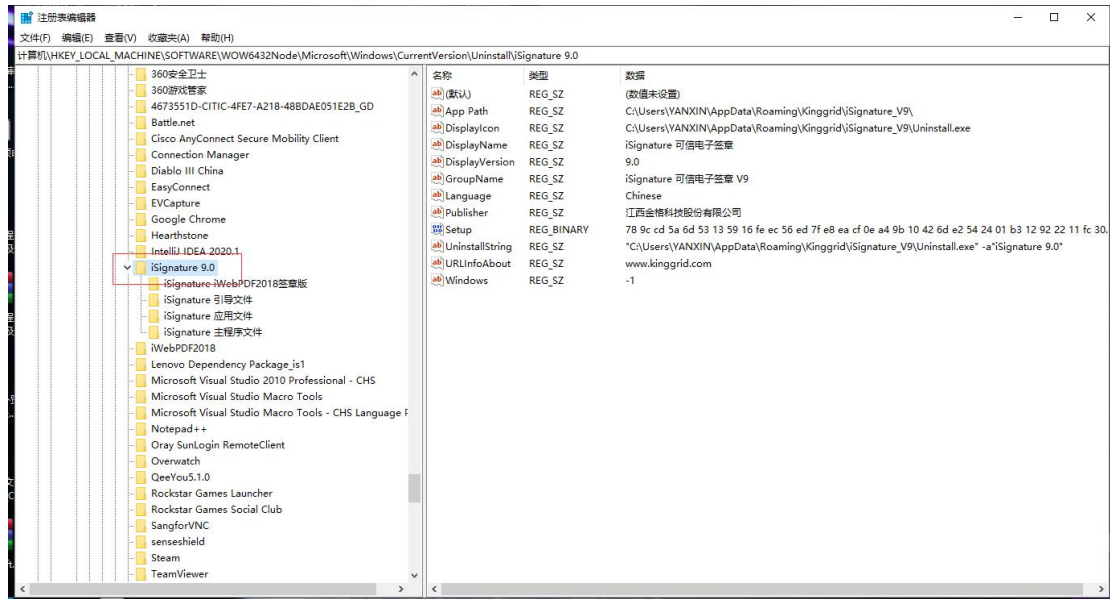 注册表编辑器
文件(F) 编辑(E) 查看(V) 收藏夹(A) 帮助(H)
计算机\HKEY_LOCAL_MACHINE\SOFTWARE\WOW6432Node\Microsoft\Windows\CurrentVersion\Uninstall\iSignature 9.0
360安全卫士
360游戏管家
4673551D-CITIC-4FE7-A218-48BDAE051E2B_GD
Battle.net
Cisco AnyConnect Secure Mobility Client
Connection Manager
Diablo III China
EasyConnect
EVCapture
Google Chrome
Hearthstone
IntelliJ IDEA 2020.1
iSignature 9.0
iSignature iWebPDF2018签章版
iSignature 引导文件
iSignature 应用文件
iSignature 主程序文件
iWebPDF2018
Lenovo Dependency Package_is1
Microsoft Visual Studio 2010 Professional - CHS
Microsoft Visual Studio Macro Tools
Microsoft Visual Studio Macro Tools - CHS Language
Notepad++
Oray SunLogin RemoteClient
Overwatch
QeeYou5.1.0
Rockstar Games Launcher
Rockstar Games Social Club
SangforVNC
senseshield
Steam
TeamViewer
名称 类型 数据
(默认) REG_SZ (数值未设置)
App Path REG_SZ C:\Users\YANXIN\AppData\Roaming\Kinggrid\iSignature_V9\
DisplayIcon REG_SZ C:\Users\YANXIN\AppData\Roaming\Kinggrid\iSignature_V9\Uninstall.exe
DisplayName REG_SZ iSignature 可信电子签章
DisplayVersion REG_SZ 9.0
GroupName REG_SZ iSignature 可信电子签章 V9
Language REG_SZ Chinese
Publisher REG_SZ 江西金格科技股份有限公司
Setup REG_BINARY 78 9c cd 5a 6d 53 13 59 16 fe ec 56 ed 7f e8 ea cf 0e a4 9b 10 42 6d e2 54 24 01 b3 12 92 22 11 fc 30.
UninstallString REG_SZ "C:\Users\YANXIN\AppData\Roaming\Kinggrid\iSignature_V9\Uninstall.exe" -a"iSignature 9.0"
URLInfoAbout REG_SZ www.kinggrid.com
Windows REG_SZ -1